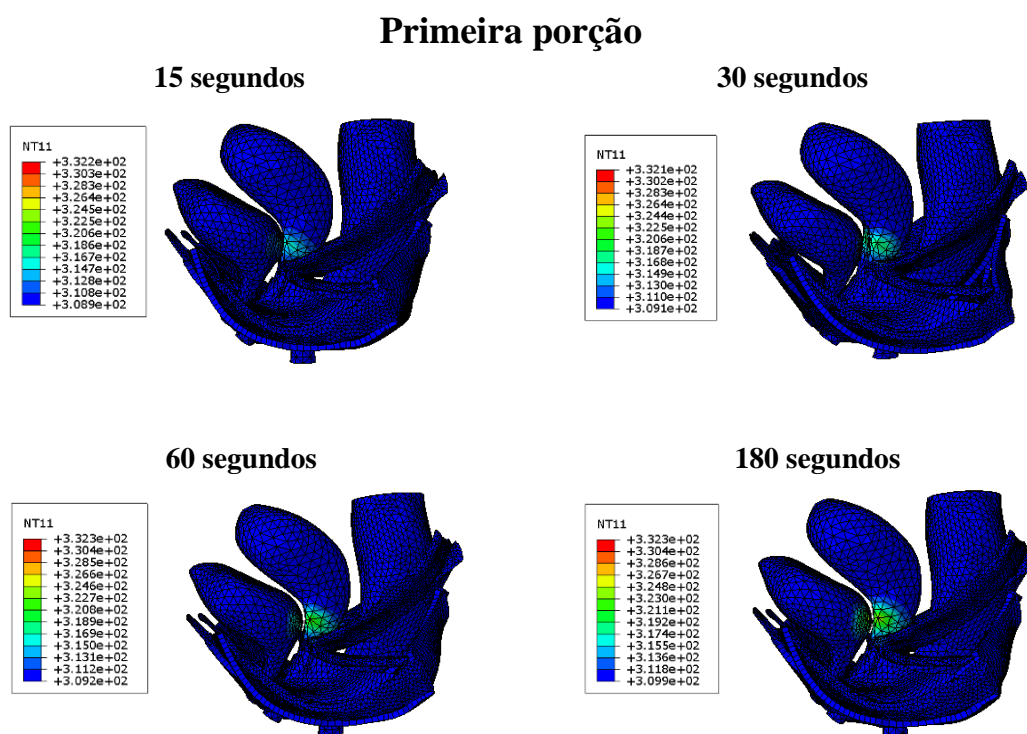 Primeira porção
15 segundos
NT11
+3.322e+02
+3.303e+02
+3.283e+02
+3.264e+02
+3.245e+02
+3.225e+02
+3.206e+02
+3.186e+02
+3.167e+02
+3.147e+02
+3.128e+02
+3.108e+02
+3.089e+02
30 segundos
NT11
+3.321e+02
+3.302e+02
+3.283e+02
+3.264e+02
+3.244e+02
+3.225e+02
+3.206e+02
+3.187e+02
+3.168e+02
+3.149e+02
+3.130e+02
+3.110e+02
+3.091e+02
60 segundos
NT11
+3.323e+02
+3.304e+02
+3.285e+02
+3.266e+02
+3.246e+02
+3.227e+02
+3.208e+02
+3.189e+02
+3.169e+02
+3.150e+02
+3.131e+02
+3.112e+02
+3.092e+02
180 segundos
NT11
+3.323e+02
+3.304e+02
+3.286e+02
+3.267e+02
+3.248e+02
+3.230e+02
+3.211e+02
+3.192e+02
+3.174e+02
+3.155e+02
+3.136e+02
+3.118e+02
+3.099e+02